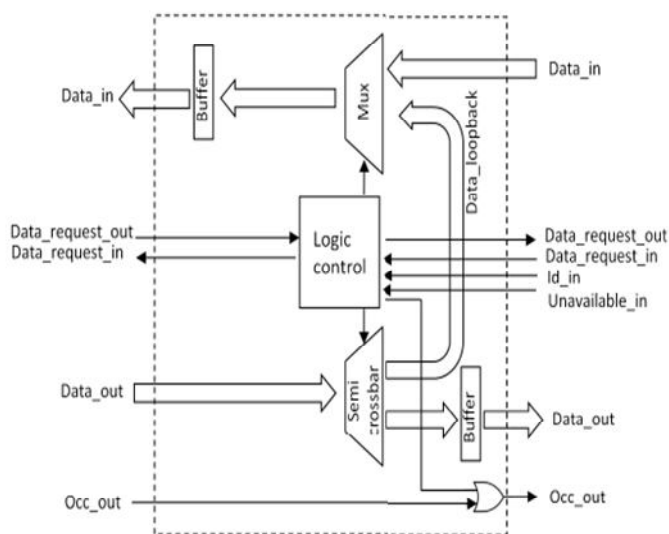 Data_in
Buffer
Mux
Data_in
Data_loopback
Data_request_out
Data_request_in
Logic
control
Data_request_out
Data_request_in
Id_in
Unavailable_in
Data_out
Semi
crossbar
Buffer
Data_out
Occ_out
Occ_out